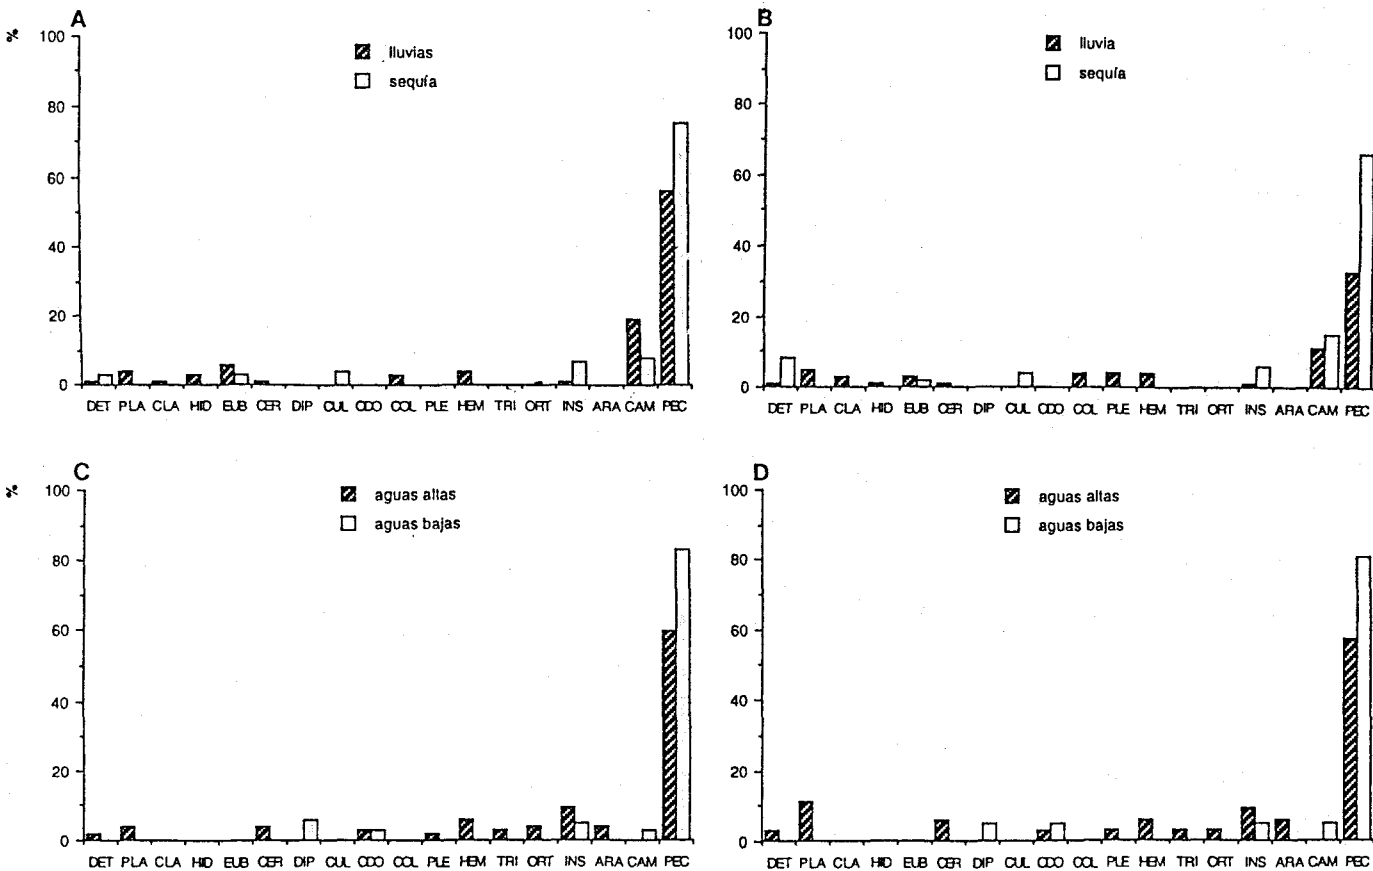 A
%
100
80
60
40
20
0
lluvias
sequía
DET PLA CLA HID EUB CER DIP CUL ODO COL PLE HEM TRI ORT INS ARA CAM PEC
B
100
80
60
40
20
0
lluvia
sequía
DET PLA CLA HID EUB CER DIP CUL ODO COL PLE HEM TRI ORT INS ARA CAM PEC
C
%
100
80
60
40
20
0
aguas altas
aguas bajas
DET PLA CLA HID EUB CER DIP CUL ODO COL PLE HEM TRI ORT INS ARA CAM PEC
D
100
80
60
40
20
0
aguas altas
aguas bajas
DET PLA CLA HID EUB CER DIP CUL ODO COL PLE HEM TRI ORT INS ARA CAM PEC